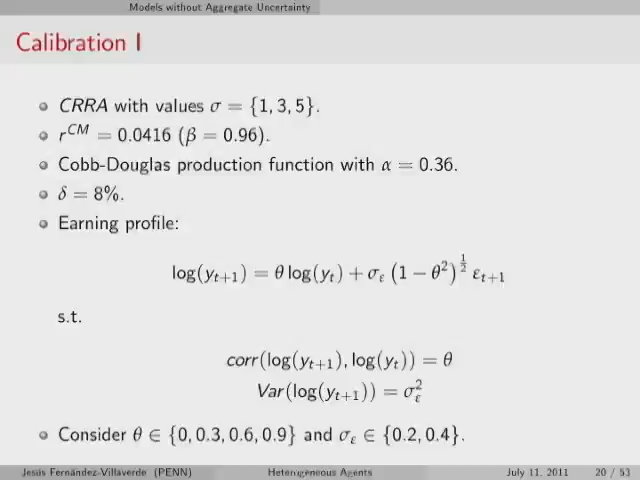 Models without Aggregate Uncertainty
Calibration I
CRRA with values σ = {1, 3, 5}.
r^{CM} = 0.0416 (β = 0.96).
Cobb-Douglas production function with α = 0.36.
δ = 8%.
Earning profile:
log(y_{t+1}) = θ log(y_t) + σ_ε (1 − θ²)^{1/2} ε_{t+1}
s.t.
corr(log(y_{t+1}), log(y_t)) = θ
Var(log(y_{t+1})) = σ_ε²
Consider θ ∈ {0, 0.3, 0.6, 0.9} and σ_ε ∈ {0.2, 0.4}.
Jesús Fernández-Villaverde (PENN) Heterogeneous Agents July 11, 2011 20 / 53